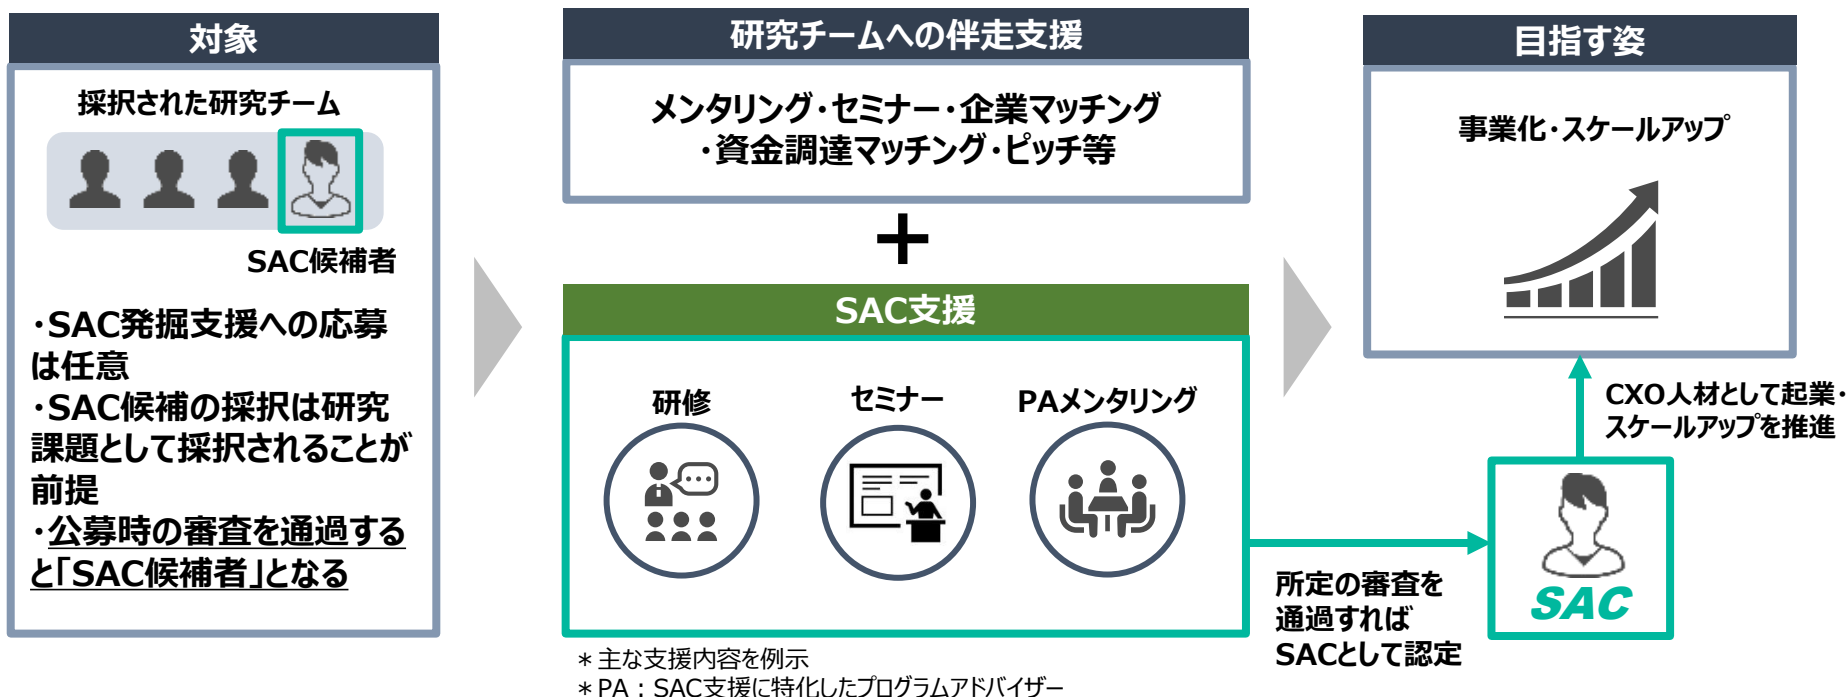 対象
採択された研究チーム
SAC候補者
・SAC発掘支援への応募
は任意
・SAC候補の採択は研究
課題として採択されることが
前提
・公募時の審査を通過する
と「SAC候補者」となる
研究チームへの伴走支援
メンタリング・セミナー・企業マッチング
・資金調達マッチング・ピッチ等
+
SAC支援
研修
セミナー
PAメンタリング
＊主な支援内容を例示
＊PA：SAC支援に特化したプログラムアドバイザー
目指す姿
事業化・スケールアップ
CXO人材として起業・
スケールアップを推進
SAC
所定の審査を
通過すれば
SACとして認定